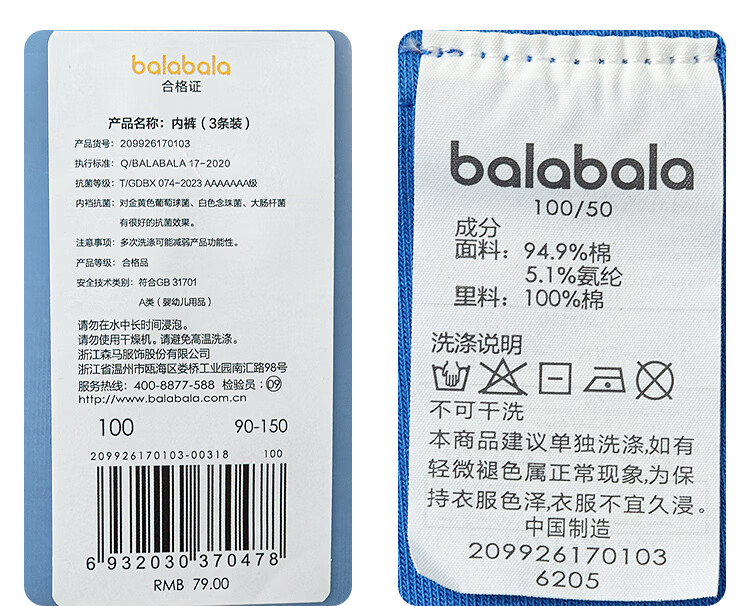 balabala
合格证
产品名称：内裤（3条装）
产品货号：209926170103
执行标准：Q/BALABALA 17-2020
抗菌等级：T/GDBX 074-2023 AAAAAAA级
内裆抗菌：对金黄色葡萄球菌、白色念珠菌、大肠杆菌
有很好的抗菌效果。
注意事项：多次洗涤可能减弱产品功能性。
产品等级：合格品
安全技术类别：符合GB 31701
A类（婴幼儿用品）
请勿在水中长时间浸泡。
请勿使用干燥机。请避免高温洗涤。
浙江森马服饰股份有限公司
浙江省温州市瓯海区娄桥工业园南汇路98号
服务热线：400-8877-588 检验员：09
http://www.balabala.com.cn
100 90-150
209926170103-00318 100
6 932030 370478
RMB 79.00
balabala
100/50
成分
面料：94.9%棉
5.1%氨纶
里料：100%棉
洗涤说明
不可干洗
本商品建议单独洗涤,如有
轻微褪色属正常现象,为保
持衣服色泽,衣服不宜久浸。
中国制造
209926170103
6205